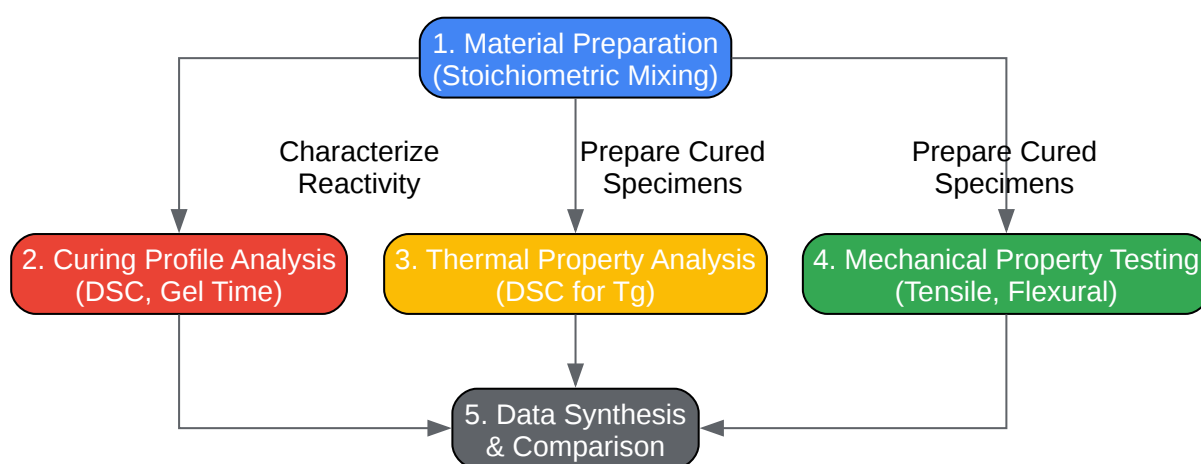 1. Material Preparation
(Stoichiometric Mixing)
Characterize
Reactivity
Prepare Cured
Specimens
Prepare Cured
Specimens
2. Curing Profile Analysis
(DSC, Gel Time)
3. Thermal Property Analysis
(DSC for Tg)
4. Mechanical Property Testing
(Tensile, Flexural)
5. Data Synthesis
& Comparison